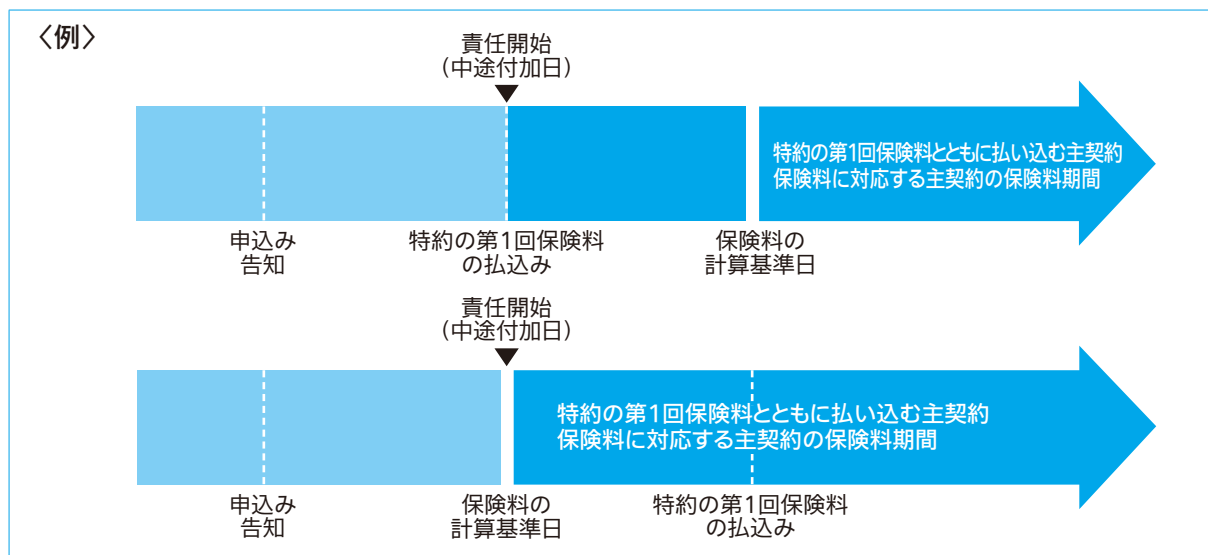 〈例〉
責任開始
（中途付加日）
特約の第1回保険料とともに払い込む主契約
保険料に対応する主契約の保険料期間
申込み
告知
特約の第1回保険料
の払込み
保険料の
計算基準日
責任開始
（中途付加日）
特約の第1回保険料とともに払い込む主契約
保険料に対応する主契約の保険料期間
申込み
告知
保険料の
計算基準日
特約の第1回保険料
の払込み